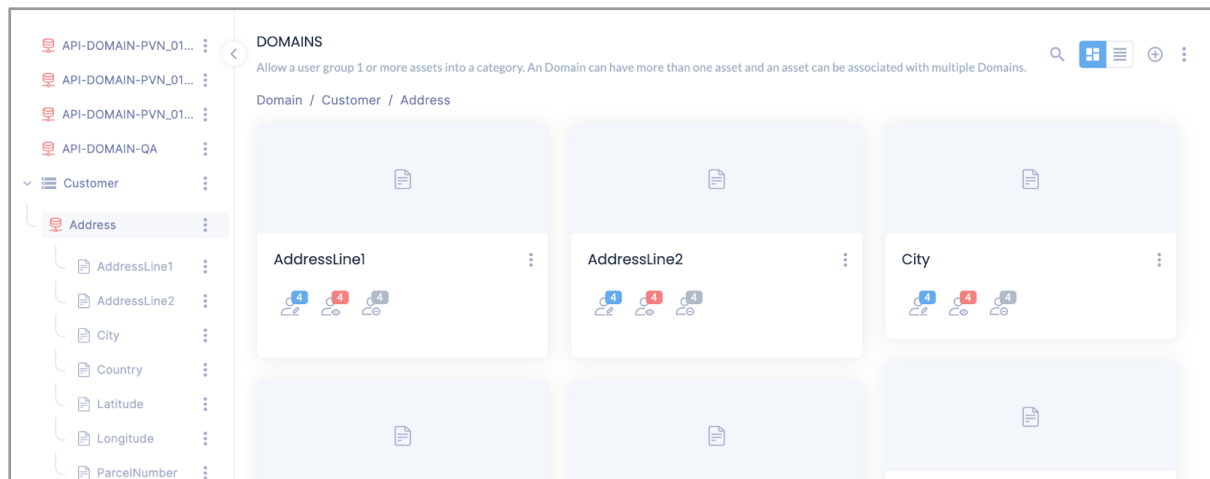 API-DOMAIN-PVN_01...
API-DOMAIN-PVN_01...
API-DOMAIN-PVN_01...
API-DOMAIN-QA
Customer
Address
AddressLine1
AddressLine2
City
Country
Latitude
Longitude
ParcelNumber
DOMAINS
Allow a user group 1 or more assets into a category. An Domain can have more than one asset and an asset can be associated with multiple Domains.
Domain / Customer / Address
AddressLine1
4 4 4
AddressLine2
4 4 4
City
4 4 4